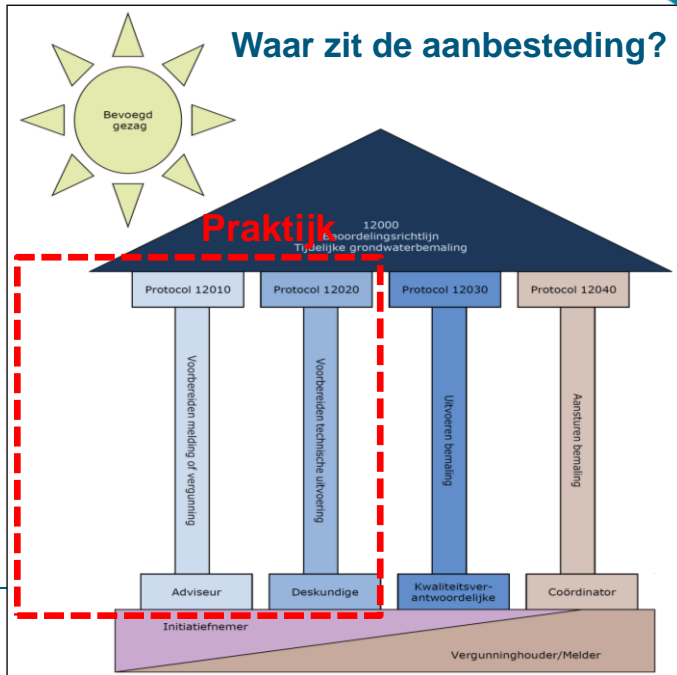 Waar zit de aanbesteding?
Bevoegd
gezag
Praktijk
12000
Beoordelingsrichtlijn
Tijdelijke grondwaterbemaling
Protocol 12010
Protocol 12020
Protocol 12030
Protocol 12040
Voorbereiden melding of vergunning
Voorbereiden technische uitvoering
Uitvoeren bemaling
Aansturen bemaling
Adviseur
Deskundige
Kwaliteitsver-
antwoordelijke
Coördinator
Initiatiefnemer
Vergunninghouder/Melder